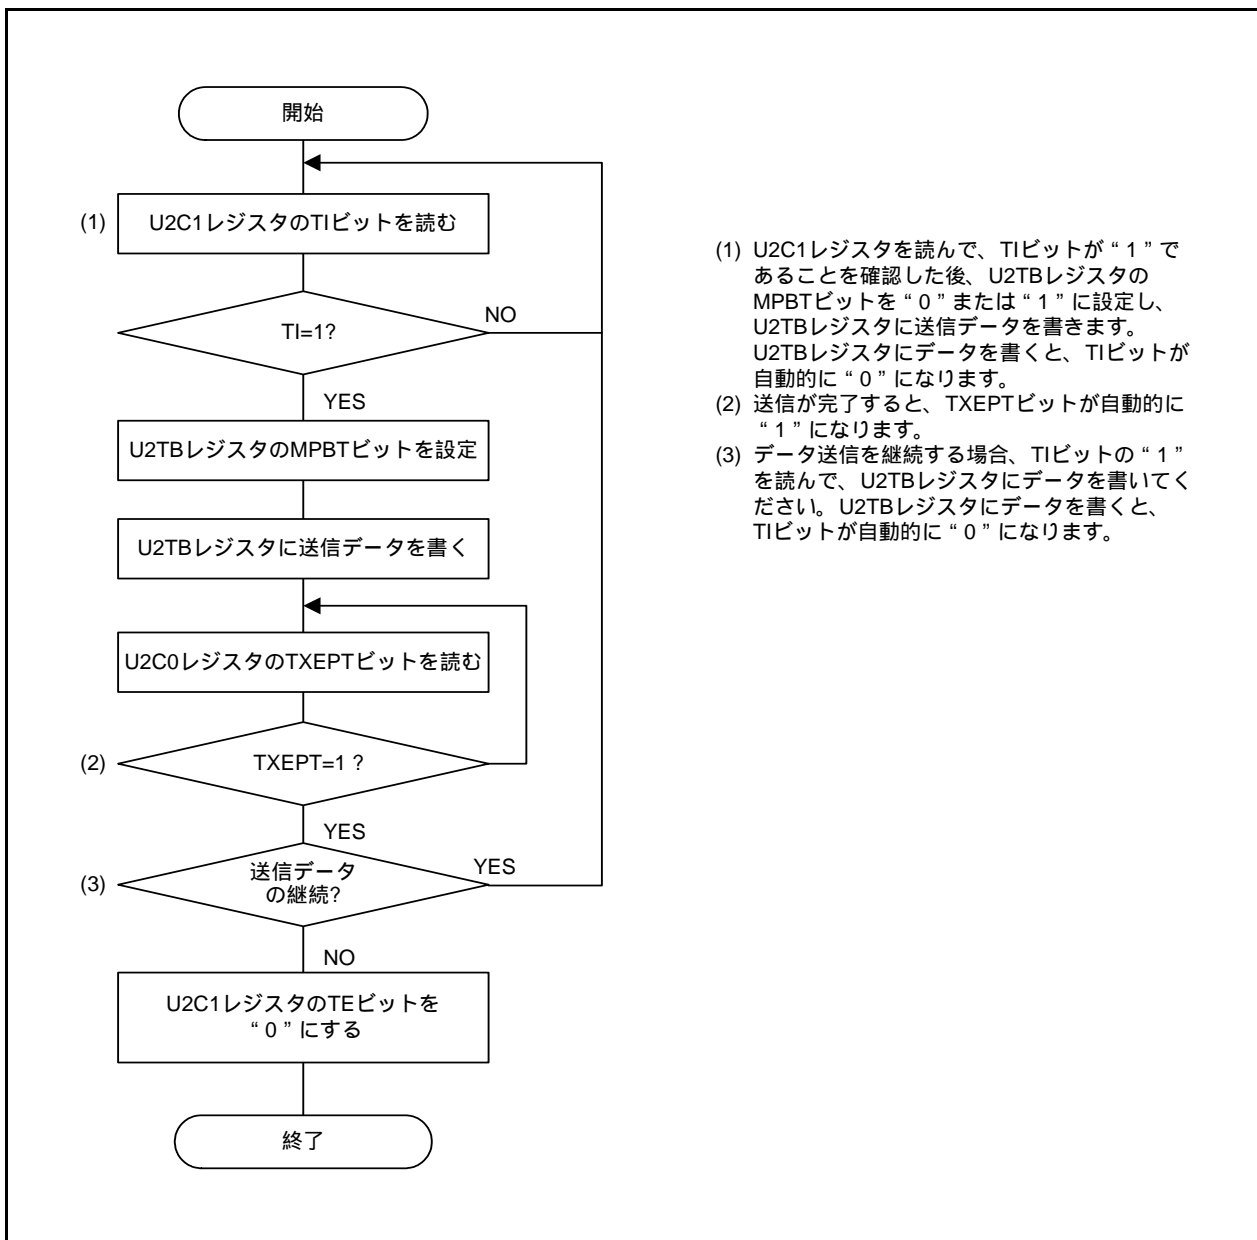 開始
(1)
U2C1レジスタのTIビットを読む
TI=1?
NO
YES
U2TBレジスタのMPBTビットを設定
U2TBレジスタに送信データを書く
U2C0レジスタのTXEPTビットを読む
(2)
TXEPT=1 ?
YES
(3)
送信データ
の継続?
YES
NO
U2C1レジスタのTEビットを
“ 0 ” にする
終了
(1) U2C1レジスタを読んで、TIビットが “ 1 ” で
あることを確認した後、U2TBレジスタの
MPBTビットを “ 0 ” または “ 1 ” に設定し、
U2TBレジスタに送信データを書きます。
U2TBレジスタにデータを書くと、TIビットが
自動的に “ 0 ” になります。
(2) 送信が完了すると、TXEPTビットが自動的に
“ 1 ” になります。
(3) データ送信を継続する場合、TIビットの “ 1 ”
を読んで、U2TBレジスタにデータを書いてく
ださい。U2TBレジスタにデータを書くと、
TIビットが自動的に “ 0 ” になります。